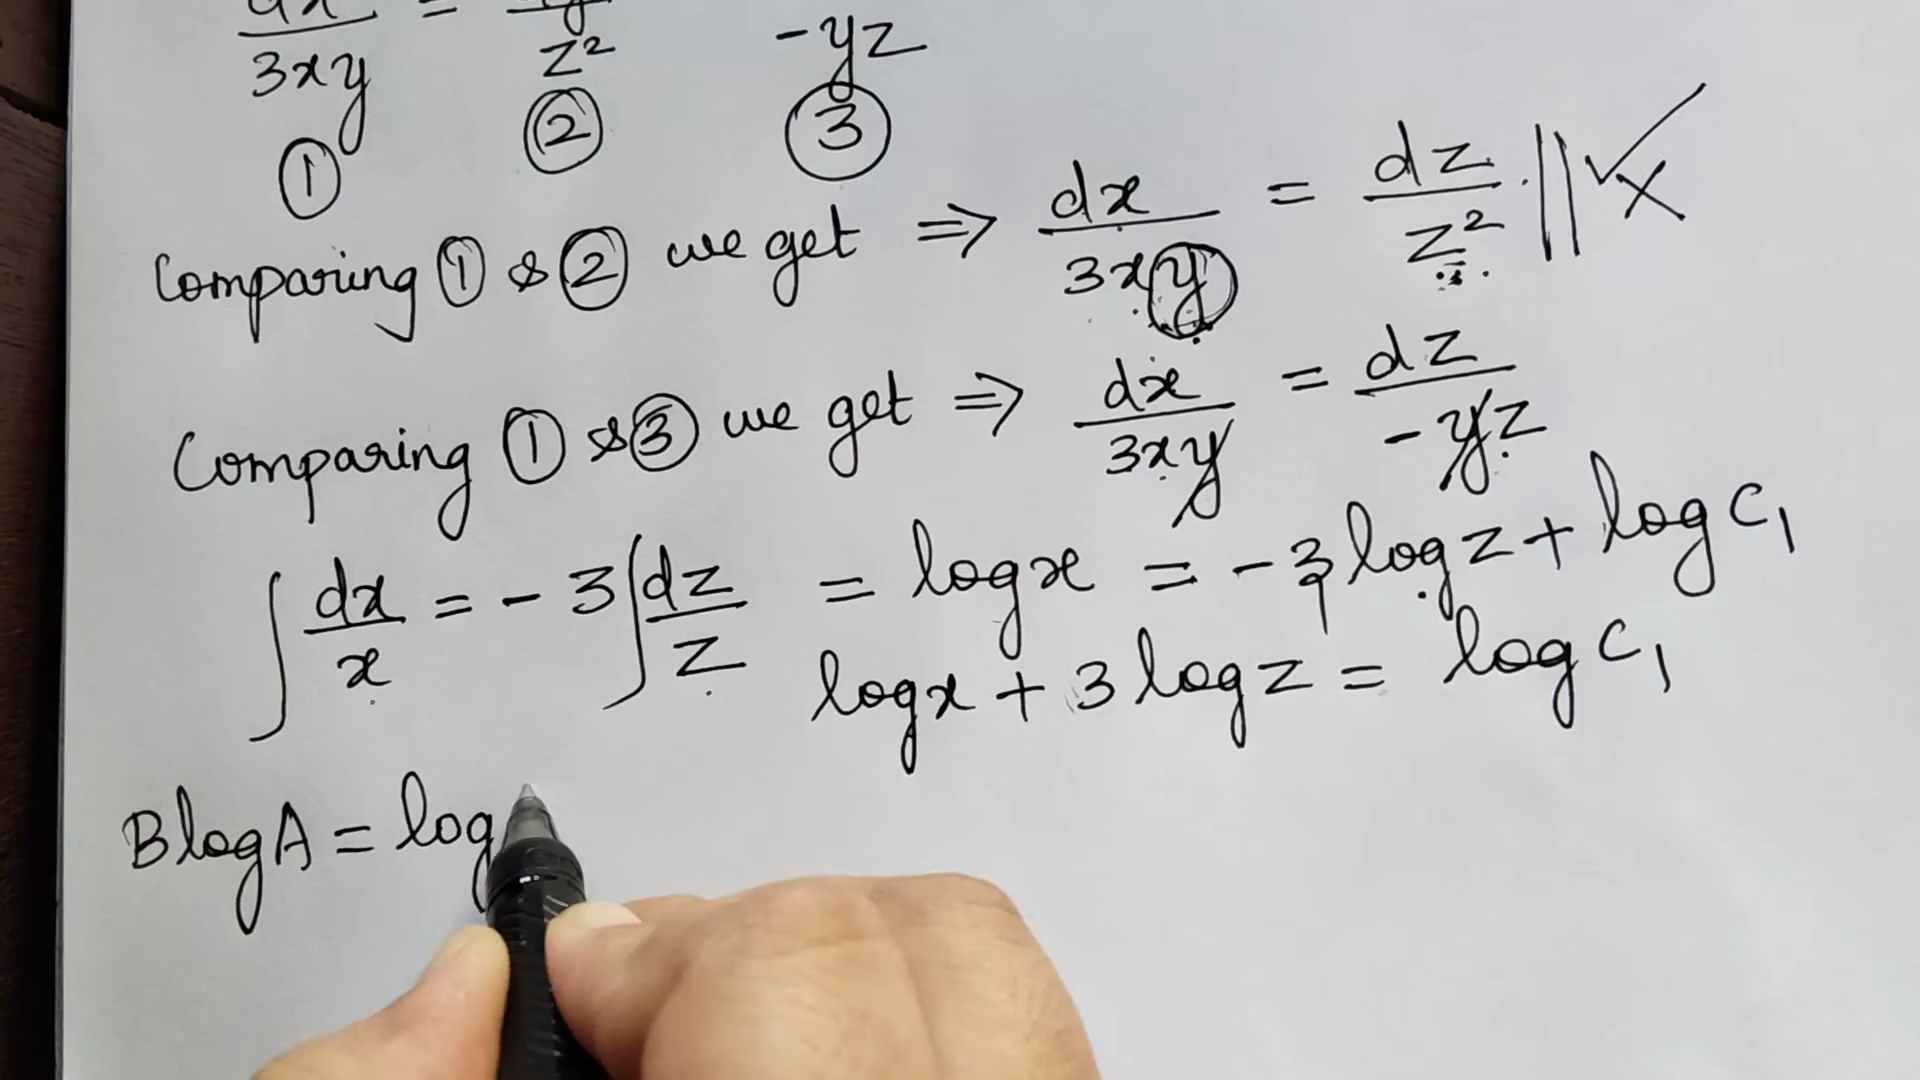 dx/3xy = dy/z² -yz
① ② ③
Comparing ① & ② we get ⇒ dx/3xy = dz/z² || ✓ x
Comparing ① & ③ we get ⇒ dx/3xy = dz/-yz
∫ dx/x = - 3 ∫ dz/z = log x = - 3 log z + log C₁
log x + 3 log z = log C₁
B log A = log